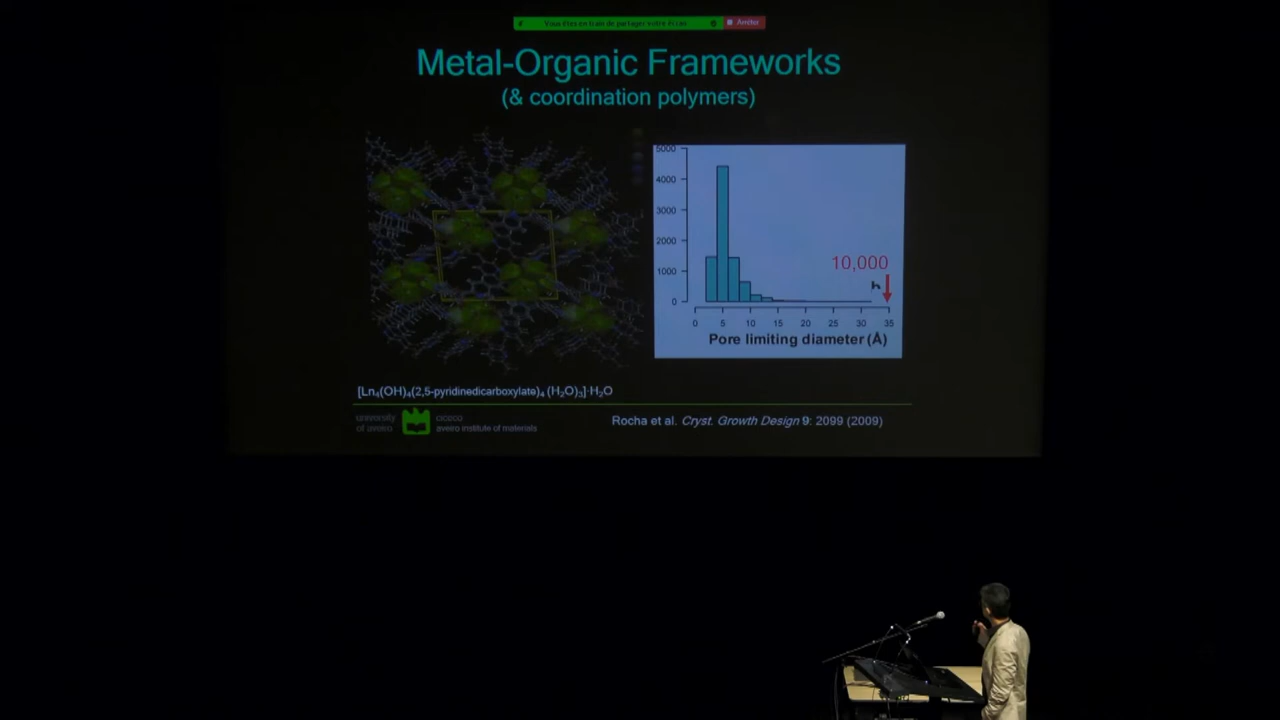 Vous êtes en train de partager votre écran
Arrêter
Metal-Organic Frameworks
(& coordination polymers)
5000
4000
3000
2000
1000
0
10,000
0 5 10 15 20 25 30 35
Pore limiting diameter (Å)
[Ln₄(OH)₄(2,5-pyridinedicarboxylate)₄ (H₂O)₃]·H₂O
university
of aveiro
ciceco
aveiro institute of materials
Rocha et al. Cryst. Growth Design 9: 2099 (2009)